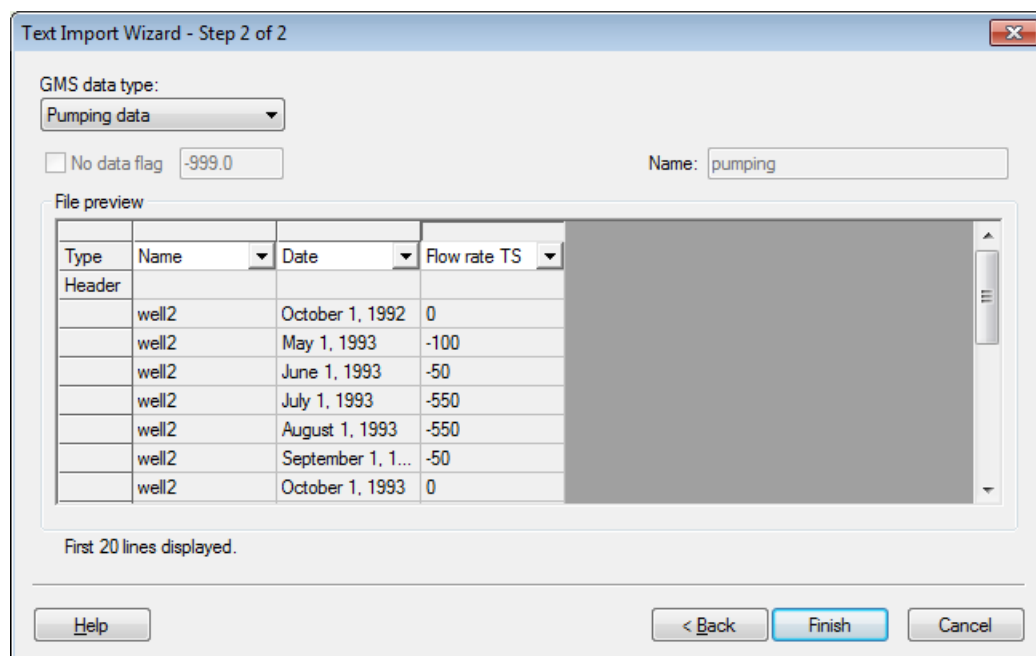 Text Import Wizard - Step 2 of 2
GMS data type:
Pumping data
No data flag -999.0 Name: pumping
File preview
Type Name Date Flow rate TS
Header
well2 October 1, 1992 0
well2 May 1, 1993 -100
well2 June 1, 1993 -50
well2 July 1, 1993 -550
well2 August 1, 1993 -550
well2 September 1, 1... -50
well2 October 1, 1993 0
First 20 lines displayed.
Help < Back Finish Cancel